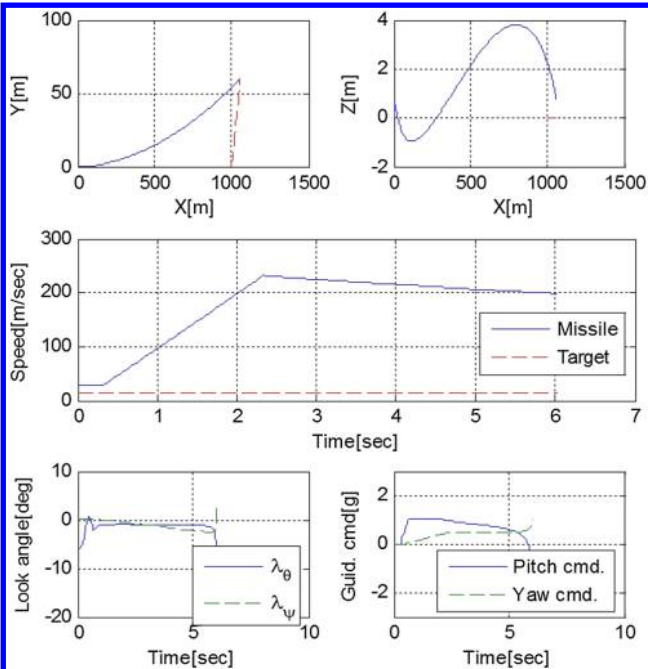 100
50
0
0 500 1000 1500
Y[m]
X[m]
4
2
0
-2
0 500 1000 1500
Z[m]
X[m]
300
200
100
0
0 1 2 3 4 5 6 7
Speed[m/sec]
Time[sec]
Missile
Target
10
0
-10
-20
0 5 10
Look angle[deg]
Time[sec]
λθ
λψ
2
0
-2
0 5 10
Guid. cmd[g]
Time[sec]
Pitch cmd.
Yaw cmd.